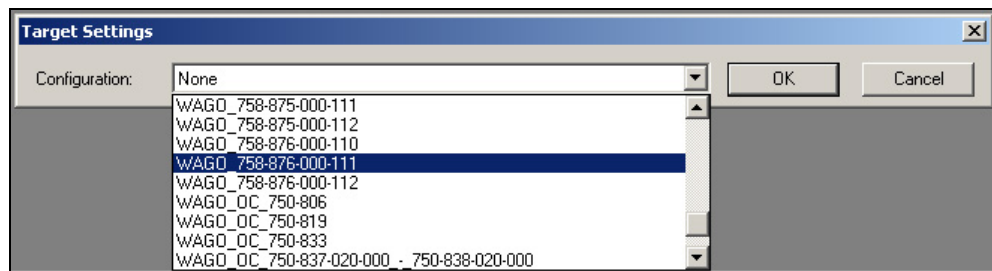 Target Settings
Configuration: None OK Cancel
WAGO_758-875-000-111
WAGO_758-875-000-112
WAGO_758-876-000-110
WAGO_758-876-000-111
WAGO_758-876-000-112
WAGO_OC_750-806
WAGO_OC_750-819
WAGO_OC_750-833
WAGO_OC_750-837-020-000_-_750-838-020-000